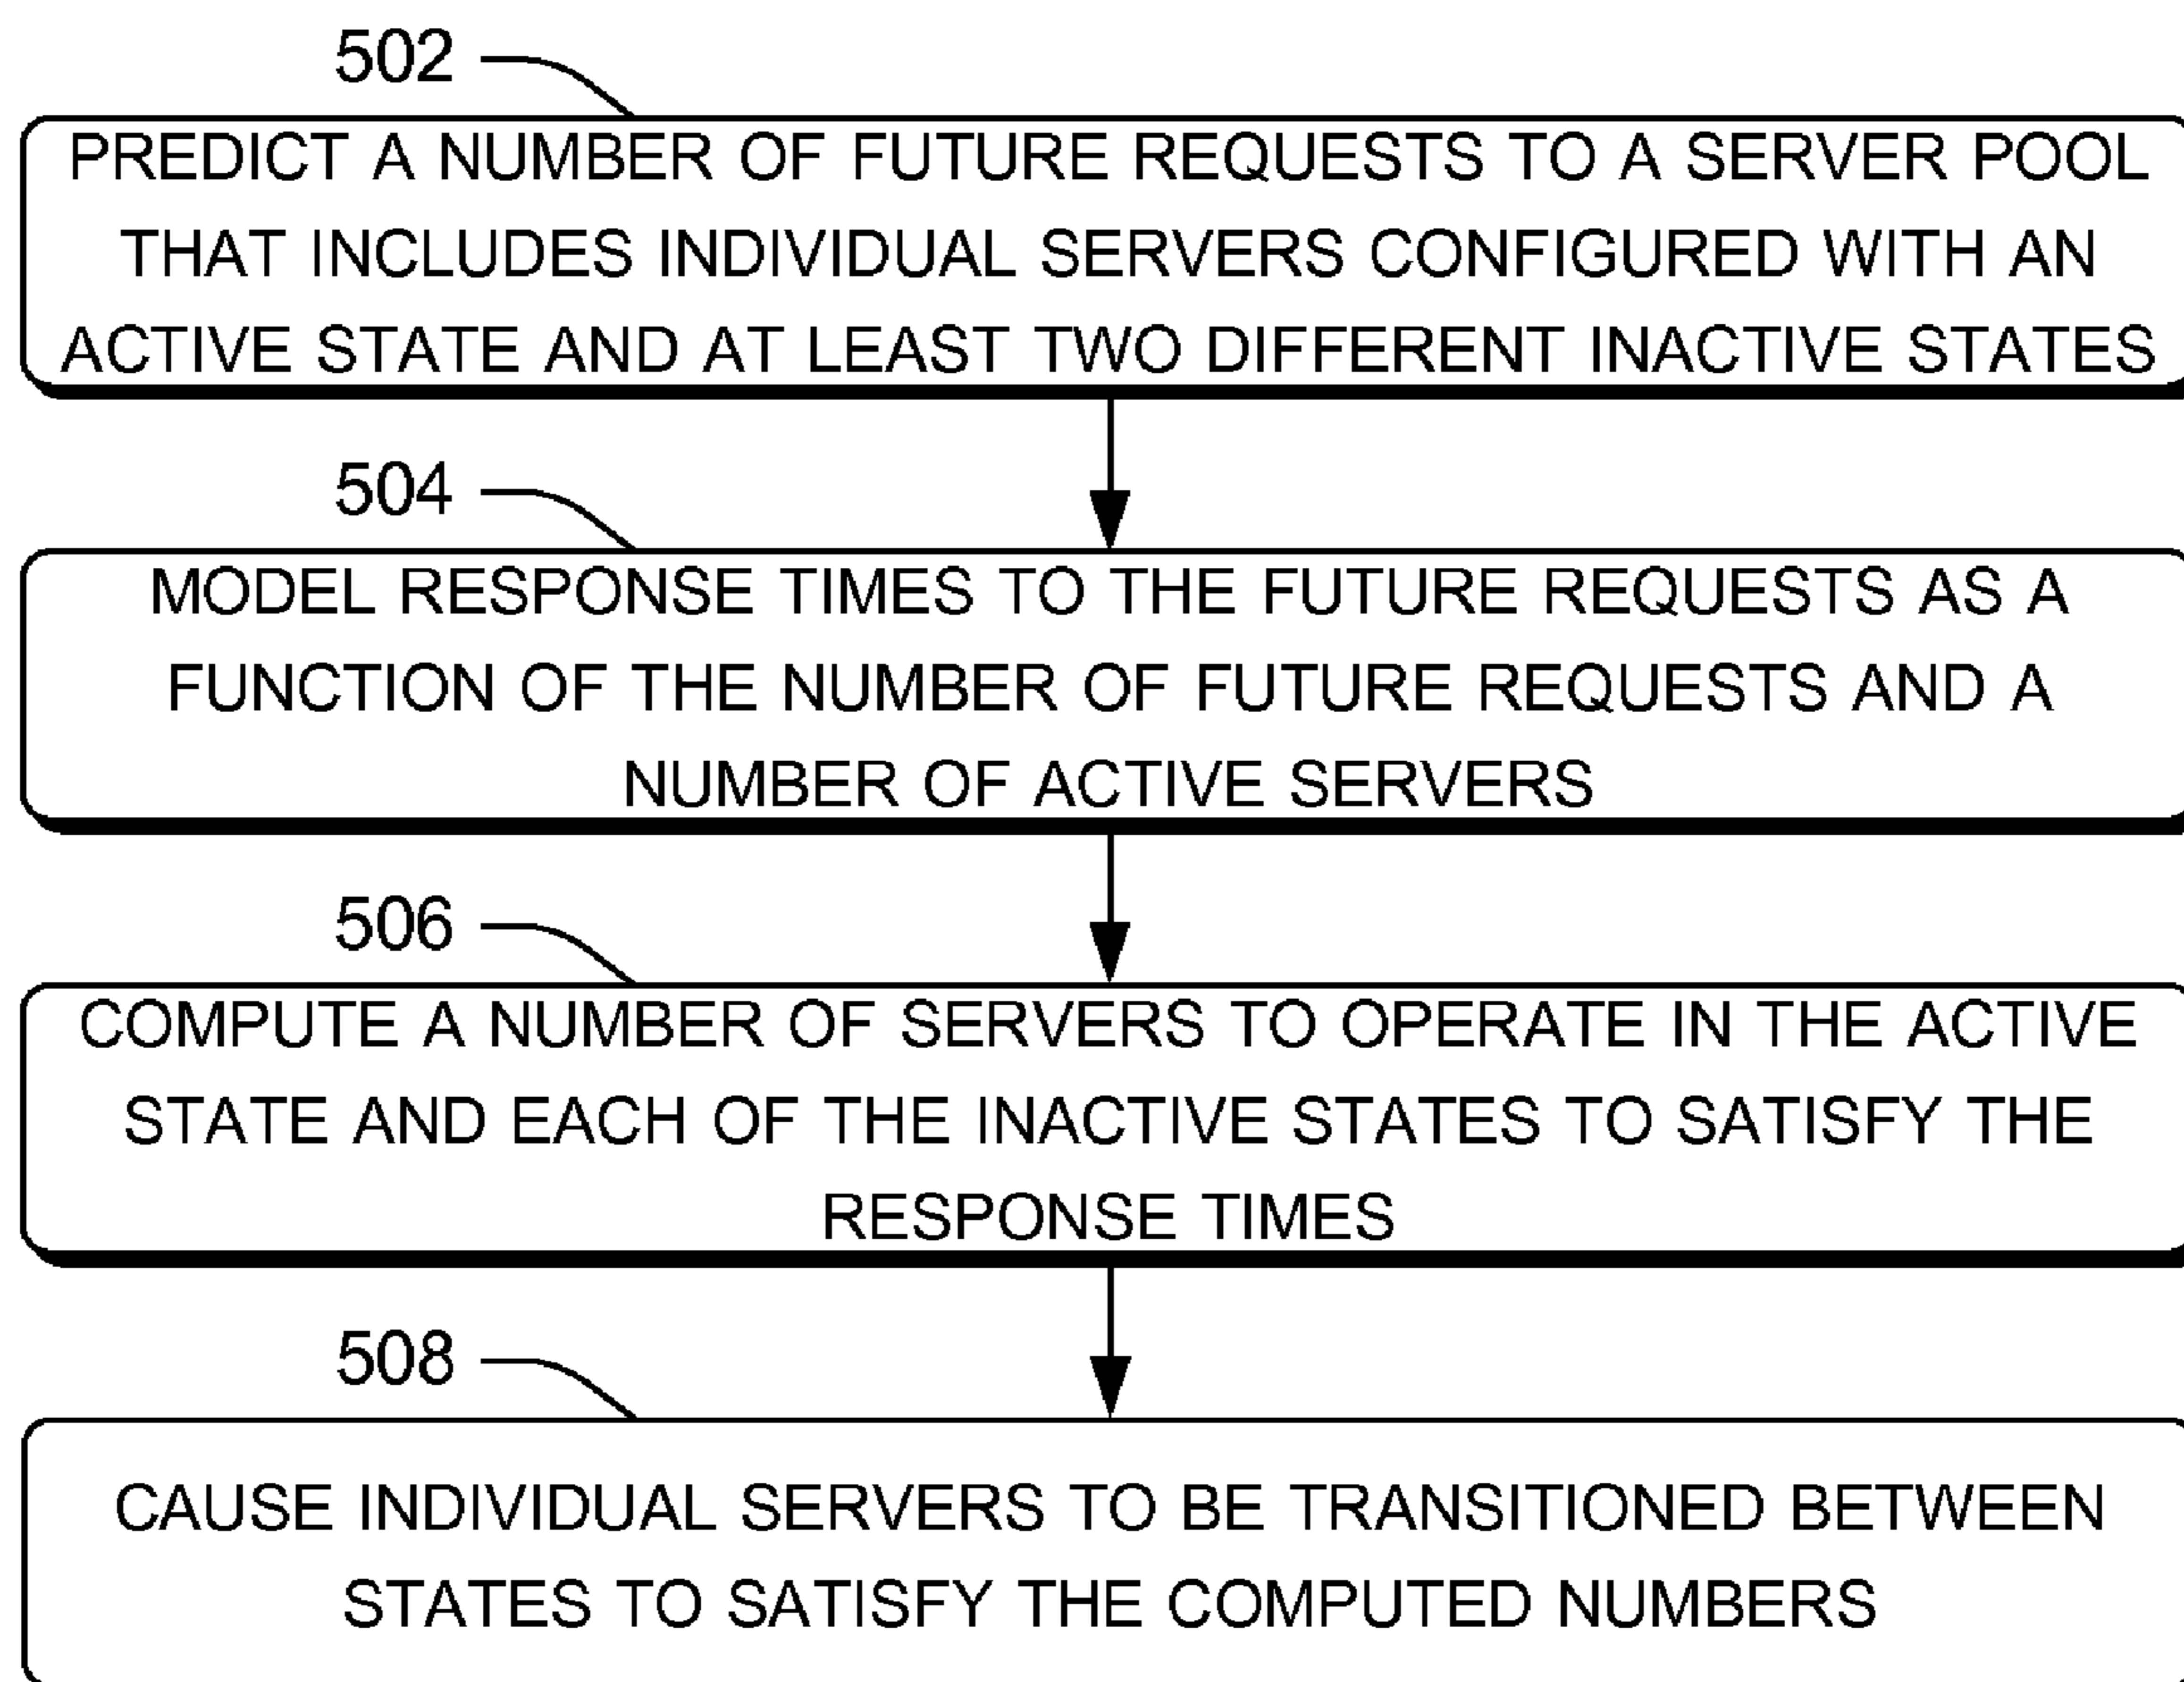 502
PREDICT A NUMBER OF FUTURE REQUESTS TO A SERVER POOL
THAT INCLUDES INDIVIDUAL SERVERS CONFIGURED WITH AN
ACTIVE STATE AND AT LEAST TWO DIFFERENT INACTIVE STATES
504
MODEL RESPONSE TIMES TO THE FUTURE REQUESTS AS A
FUNCTION OF THE NUMBER OF FUTURE REQUESTS AND A
NUMBER OF ACTIVE SERVERS
506
COMPUTE A NUMBER OF SERVERS TO OPERATE IN THE ACTIVE
STATE AND EACH OF THE INACTIVE STATES TO SATISFY THE
RESPONSE TIMES
508
CAUSE INDIVIDUAL SERVERS TO BE TRANSITIONED BETWEEN
STATES TO SATISFY THE COMPUTED NUMBERS